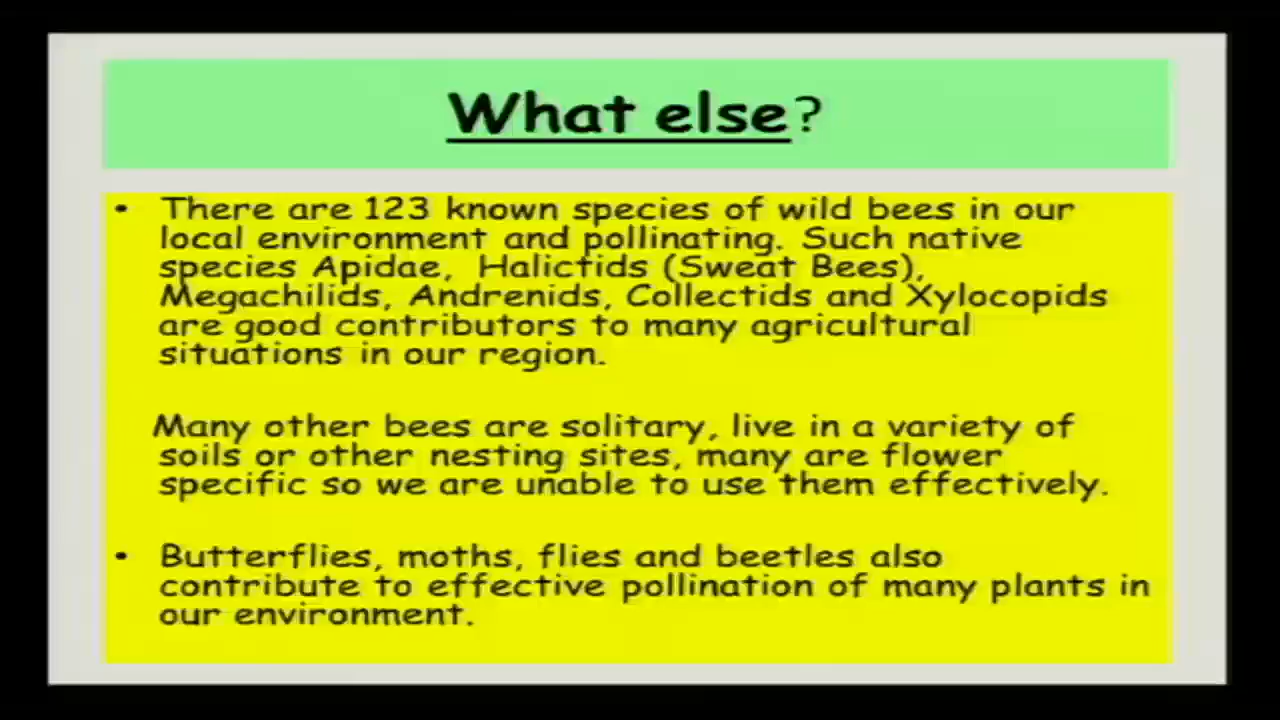 What else?
• There are 123 known species of wild bees in our
local environment and pollinating. Such native
species Apidae, Halictids (Sweat Bees),
Megachilids, Andrenids, Collectids and Xylocopids
are good contributors to many agricultural
situations in our region.
Many other bees are solitary, live in a variety of
soils or other nesting sites, many are flower
specific so we are unable to use them effectively.
• Butterflies, moths, flies and beetles also
contribute to effective pollination of many plants in
our environment.